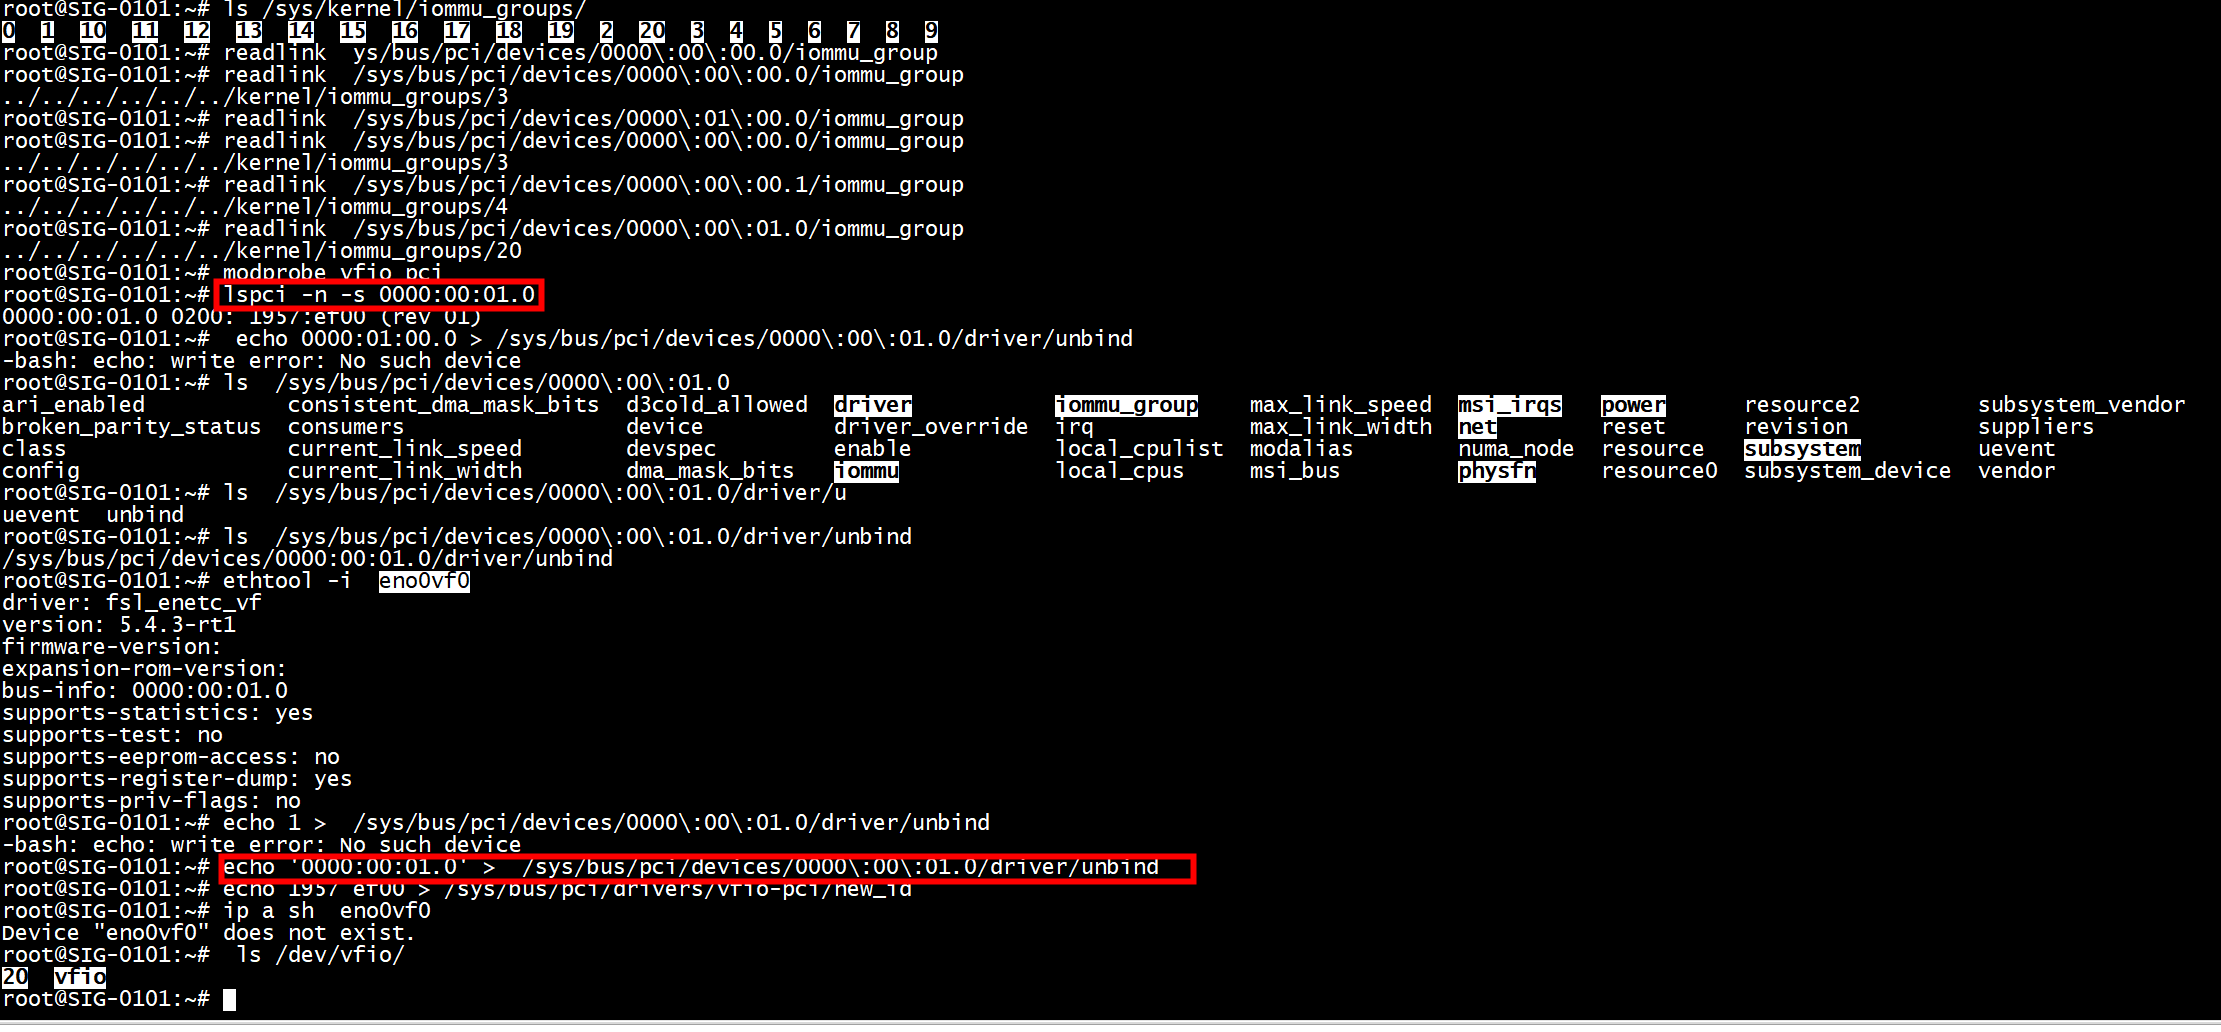 root@SIG-0101:~# ls /sys/kernel/iommu_groups/
0  1  10  11  12  13  14  15  16  17  18  19  2  20  3  4  5  6  7  8  9
root@SIG-0101:~# readlink  ys/bus/pci/devices/0000\:00\:00.0/iommu_group
root@SIG-0101:~# readlink  /sys/bus/pci/devices/0000\:00\:00.0/iommu_group
../../../../../../kernel/iommu_groups/3
root@SIG-0101:~# readlink  /sys/bus/pci/devices/0000\:01\:00.0/iommu_group
root@SIG-0101:~# readlink  /sys/bus/pci/devices/0000\:00\:00.0/iommu_group
../../../../../../kernel/iommu_groups/3
root@SIG-0101:~# readlink  /sys/bus/pci/devices/0000\:00\:00.1/iommu_group
../../../../../../kernel/iommu_groups/4
root@SIG-0101:~# readlink  /sys/bus/pci/devices/0000\:00\:01.0/iommu_group
../../../../../../kernel/iommu_groups/20
root@SIG-0101:~# modprobe vfio pci
root@SIG-0101:~# lspci -n -s 0000:00:01.0
0000:00:01.0 0200: 1957:ef00 (rev 01)
root@SIG-0101:~#  echo 0000:01:00.0 > /sys/bus/pci/devices/0000\:00\:01.0/driver/unbind
-bash: echo: write error: No such device
root@SIG-0101:~# ls  /sys/bus/pci/devices/0000\:00\:01.0
ari_enabled           consistent_dma_mask_bits  d3cold_allowed  driver           iommu_group    max_link_speed  msi_irqs   power      resource2         subsystem_vendor
broken_parity_status  consumers                 device          driver_override  irq            max_link_width  net        reset      revision          suppliers
class                 current_link_speed        devspec         enable           local_cpulist  modalias        numa_node  resource   subsystem         uevent
config                current_link_width        dma_mask_bits   iommu            local_cpus     msi_bus         physfn     resource0  subsystem_device  vendor
root@SIG-0101:~# ls  /sys/bus/pci/devices/0000\:00\:01.0/driver/u
uevent  unbind
root@SIG-0101:~# ls  /sys/bus/pci/devices/0000\:00\:01.0/driver/unbind
/sys/bus/pci/devices/0000:00:01.0/driver/unbind
root@SIG-0101:~# ethtool -i  eno0vf0
driver: fsl_enetc_vf
version: 5.4.3-rt1
firmware-version:
expansion-rom-version:
bus-info: 0000:00:01.0
supports-statistics: yes
supports-test: no
supports-eeprom-access: no
supports-register-dump: yes
supports-priv-flags: no
root@SIG-0101:~# echo 1 >  /sys/bus/pci/devices/0000\:00\:01.0/driver/unbind
-bash: echo: write error: No such device
root@SIG-0101:~# echo '0000:00:01.0' >  /sys/bus/pci/devices/0000\:00\:01.0/driver/unbind
root@SIG-0101:~# echo 1957 ef00 > /sys/bus/pci/drivers/vfio-pci/new_id
root@SIG-0101:~# ip a sh  eno0vf0
Device "eno0vf0" does not exist.
root@SIG-0101:~#  ls /dev/vfio/
20  vfio
root@SIG-0101:~#